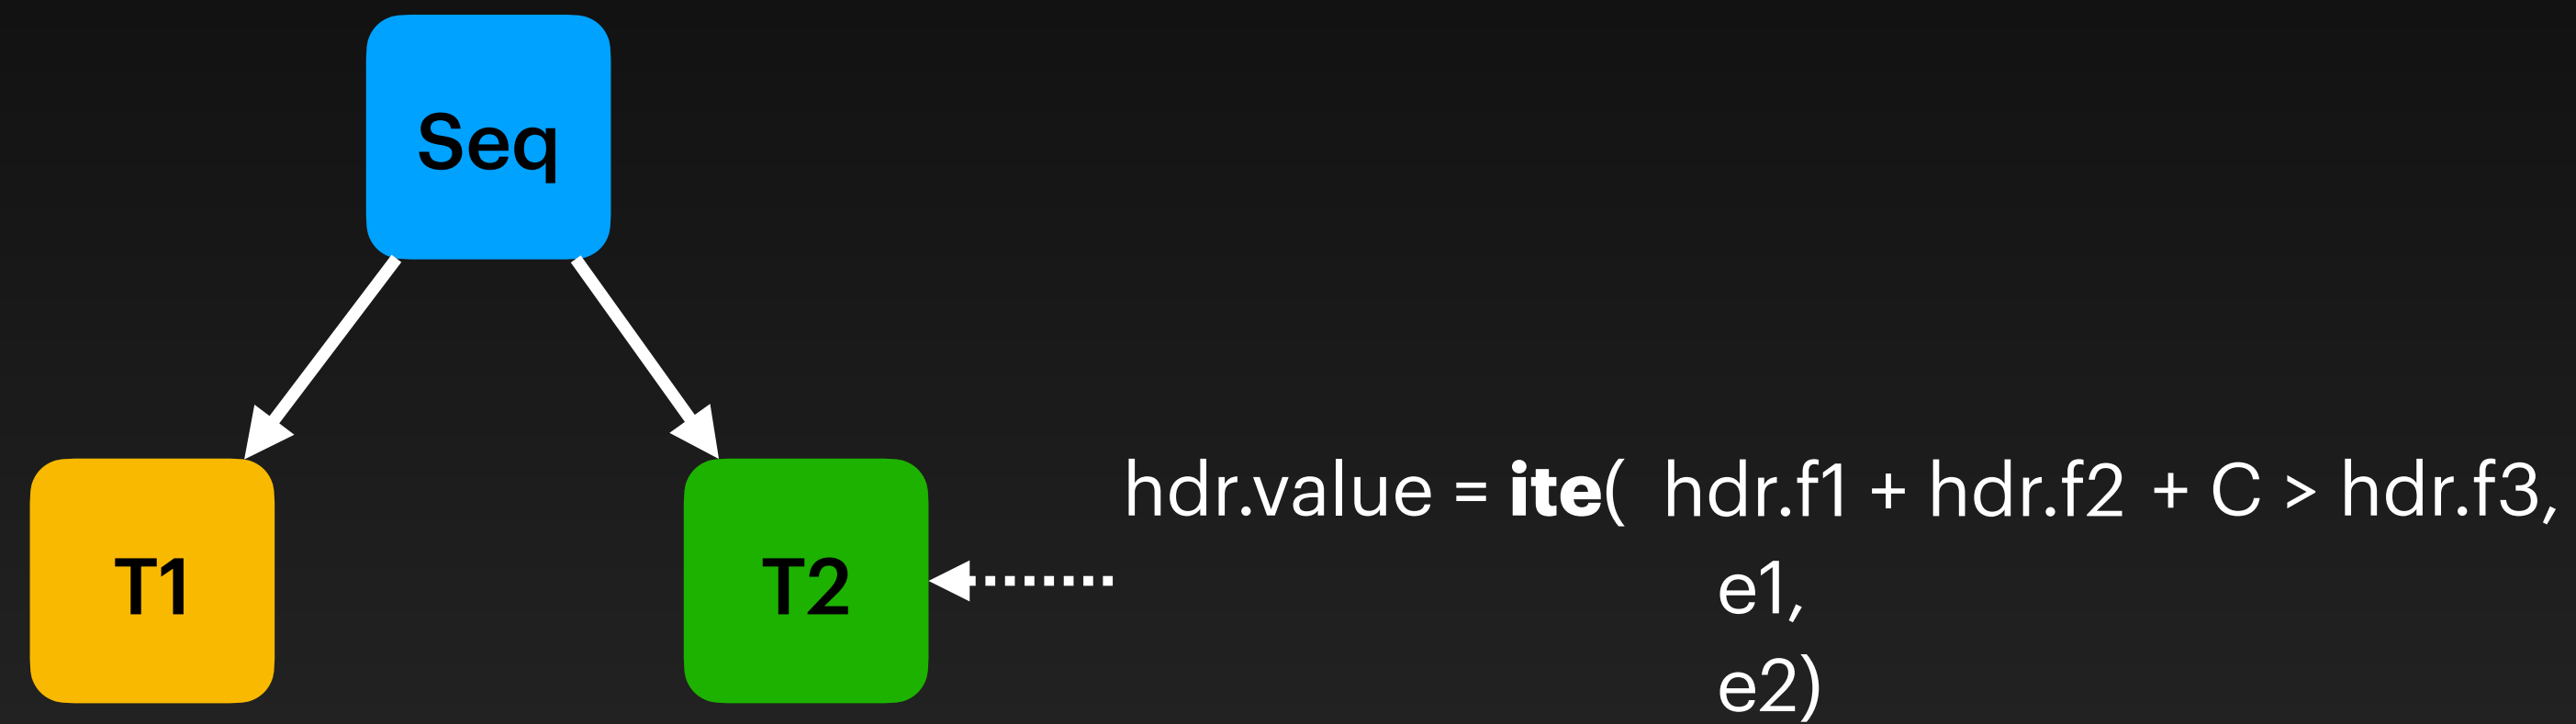 Seq
T1
T2
hdr.value = ite( hdr.f1 + hdr.f2 + C > hdr.f3,
e1,
e2)